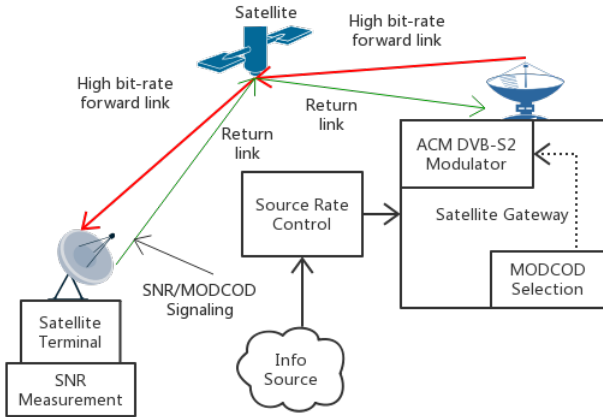 Satellite
High bit-rate
forward link
High bit-rate
forward link
Return
link
Return
link
ACM DVB-S2
Modulator
Source Rate
Control
Satellite Gateway
MODCOD
Selection
SNR/MODCOD
Signaling
Satellite
Terminal
SNR
Measurement
Info
Source